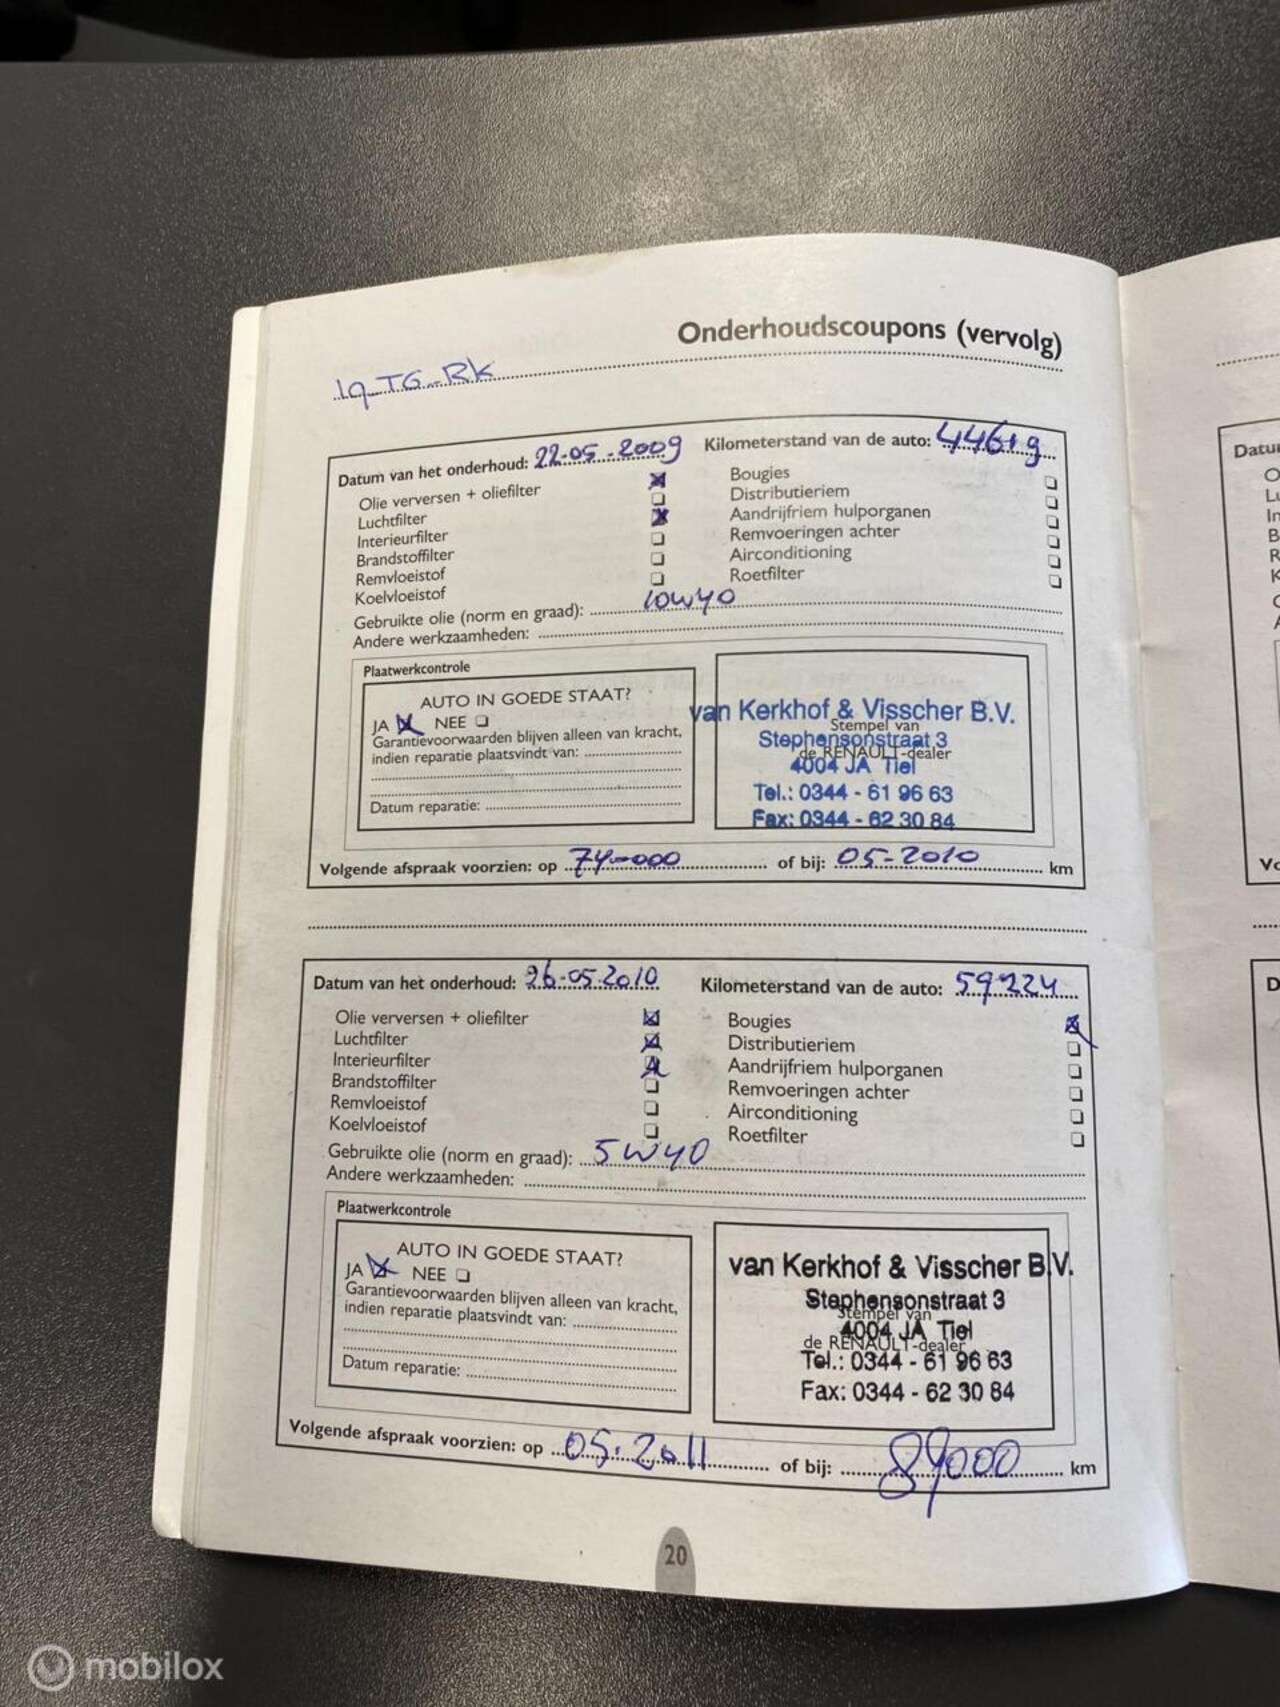 Onderhoudscoupons (vervolg)
19-TG-RK
Datum van het onderhoud: 22-05-2009 Kilometerstand van de auto: 44619
Olie verversen + oliefilter
Luchtfilter
Interieurfilter
Brandstoffilter
Remvloeistof
Koelvloeistof
Bougies
Distributieriem
Aandrijfriem hulporganen
Remvoeringen achter
Airconditioning
Roetfilter
Gebruikte olie (norm en graad): 10W40
Andere werkzaamheden:
Plaatwerkcontrole
AUTO IN GOEDE STAAT?
JA NEE
Garantievoorwaarden blijven alleen van kracht,
indien reparatie plaatsvindt van:
Datum reparatie:
van Kerkhof & Visscher B.V.
Stempel van
Stephensonstraat 3
de RENAULT-dealer
4004 JA Tiel
Tel.: 0344 - 61 96 63
Fax: 0344 - 62 30 84
Volgende afspraak voorzien: op 74-000 of bij: 05-2010 km
Datum van het onderhoud: 26-05-2010 Kilometerstand van de auto: 59224
Olie verversen + oliefilter
Luchtfilter
Interieurfilter
Brandstoffilter
Remvloeistof
Koelvloeistof
Bougies
Distributieriem
Aandrijfriem hulporganen
Remvoeringen achter
Airconditioning
Roetfilter
Gebruikte olie (norm en graad): 5W40
Andere werkzaamheden:
Plaatwerkcontrole
AUTO IN GOEDE STAAT?
JA NEE
Garantievoorwaarden blijven alleen van kracht,
indien reparatie plaatsvindt van:
Datum reparatie:
van Kerkhof & Visscher B.V.
Stephensonstraat 3
Stempel van
4004 JA Tiel
de RENAULT-dealer
Tel.: 0344 - 61 96 63
Fax: 0344 - 62 30 84
Volgende afspraak voorzien: op 05-2011 of bij: 89000 km
20
mobilox